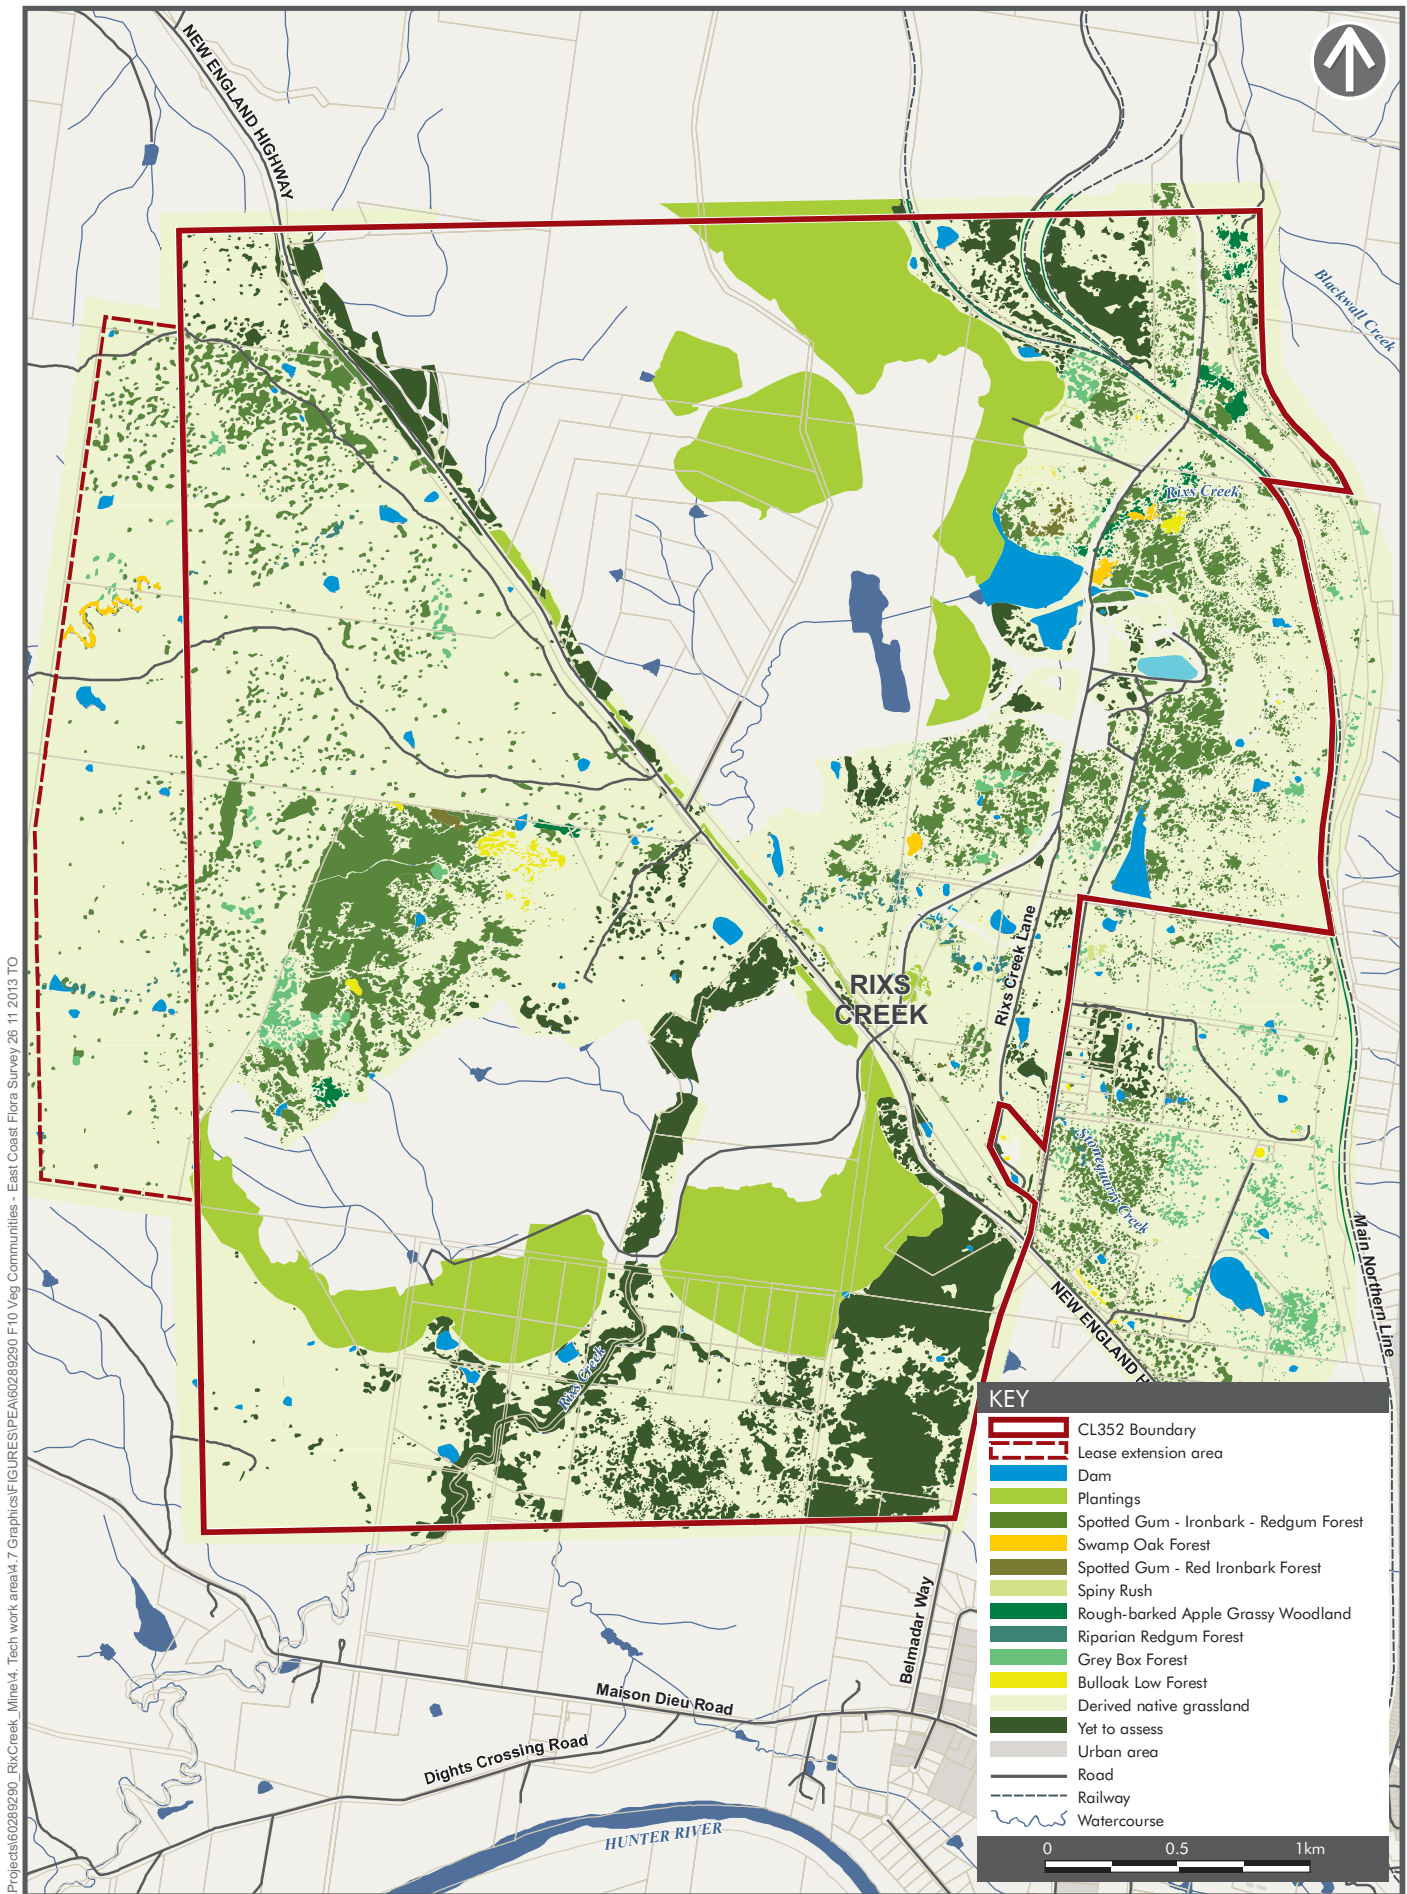 NEW ENGLAND HIGHWAY
Blackwall Creek
Rixs Creek
RIXS
CREEK
Rixs Creek Lane
Stonequarry Creek
Main Northern Line
NEW ENGLAND H
Rixs Creek
Belmadar Way
Maison Dieu Road
Dights Crossing Road
HUNTER RIVER
KEY
CL352 Boundary
Lease extension area
Dam
Plantings
Spotted Gum - Ironbark - Redgum Forest
Swamp Oak Forest
Spotted Gum - Red Ironbark Forest
Spiny Rush
Rough-barked Apple Grassy Woodland
Riparian Redgum Forest
Grey Box Forest
Bulloak Low Forest
Derived native grassland
Yet to assess
Urban area
Road
Railway
Watercourse
0 0.5 1km
Projects\60289290_RixCreek_Mine\4. Tech work area\4.7 Graphics\FIGURES\PEA\60289290 F10 Veg Communities - East Coast Flora Survey 26 11 2013 TO